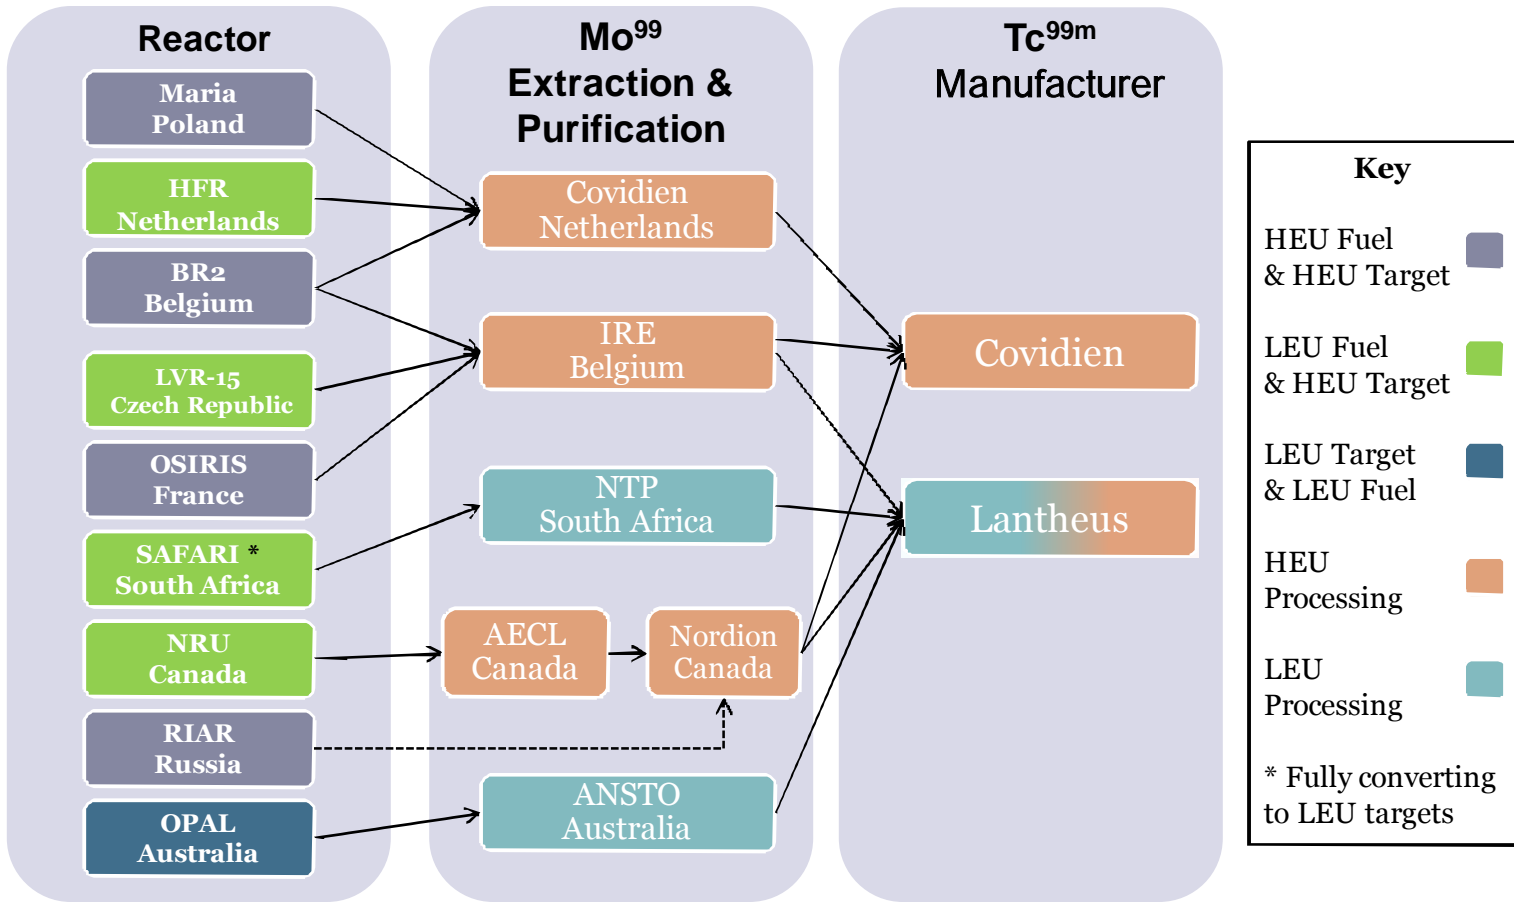 Reactor
Maria
Poland
HFR
Netherlands
BR2
Belgium
LVR-15
Czech Republic
OSIRIS
France
SAFARI *
South Africa
NRU
Canada
RIAR
Russia
OPAL
Australia
Mo99
Extraction &
Purification
Covidien
Netherlands
IRE
Belgium
NTP
South Africa
AECL
Canada
Nordion
Canada
ANSTO
Australia
Tc99m
Manufacturer
Covidien
Lantheus
Key
HEU Fuel
& HEU Target
LEU Fuel
& HEU Target
LEU Target
& LEU Fuel
HEU
Processing
LEU
Processing
* Fully converting
to LEU targets